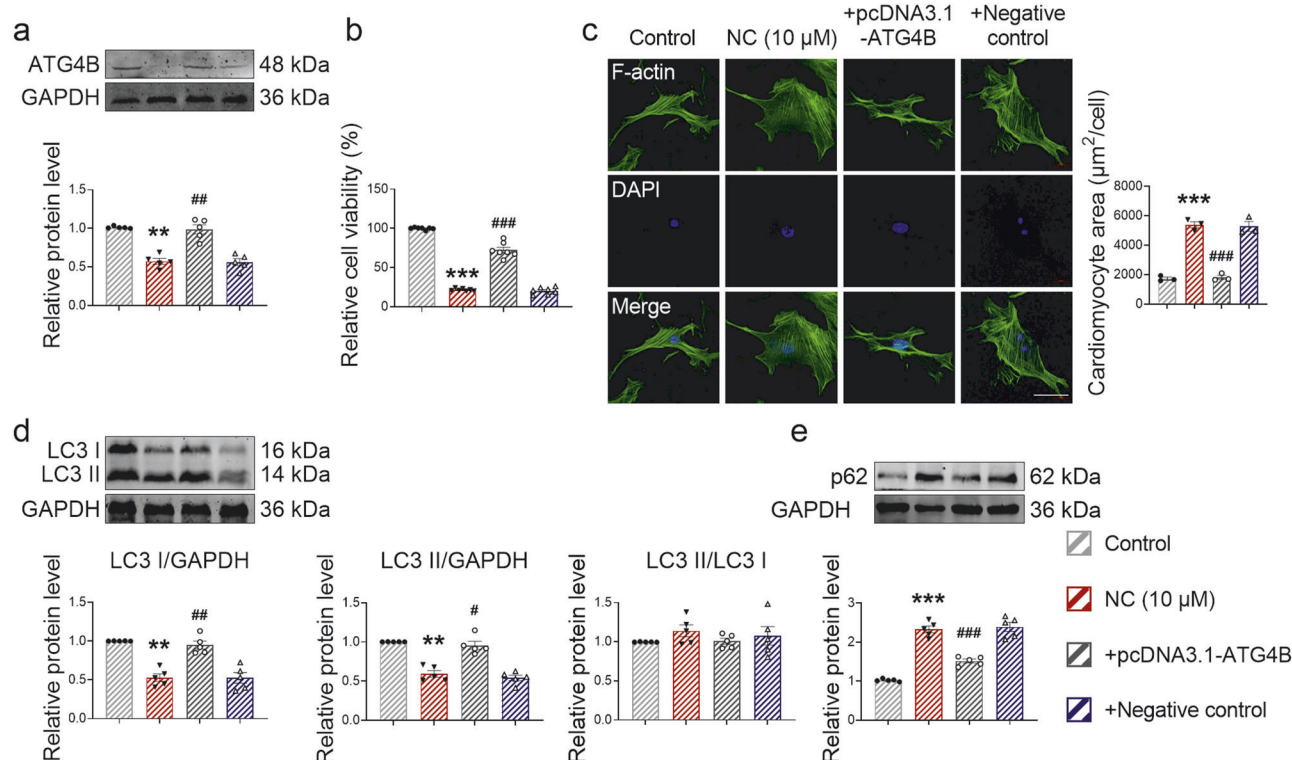 a
ATG4B
48 kDa
GAPDH
36 kDa
Relative protein level
1.5
1.0
0.5
0.0
**
##
b
Relative cell viability (%)
150
100
50
0
***
###
c
Control
NC (10 μM)
+pcDNA3.1
-ATG4B
+Negative
control
F-actin
DAPI
Merge
Cardiomyocyte area (μm²/cell)
8000
6000
4000
2000
0
***
###
d
LC3 I
16 kDa
LC3 II
14 kDa
GAPDH
36 kDa
LC3 I/GAPDH
Relative protein level
1.5
1.0
0.5
0.0
**
##
LC3 II/GAPDH
Relative protein level
1.5
1.0
0.5
0.0
**
#
LC3 II/LC3 I
Relative protein level
1.5
1.0
0.5
0.0
e
p62
62 kDa
GAPDH
36 kDa
Relative protein level
3
2
1
0
***
###
Control
NC (10 μM)
+pcDNA3.1-ATG4B
+Negative control